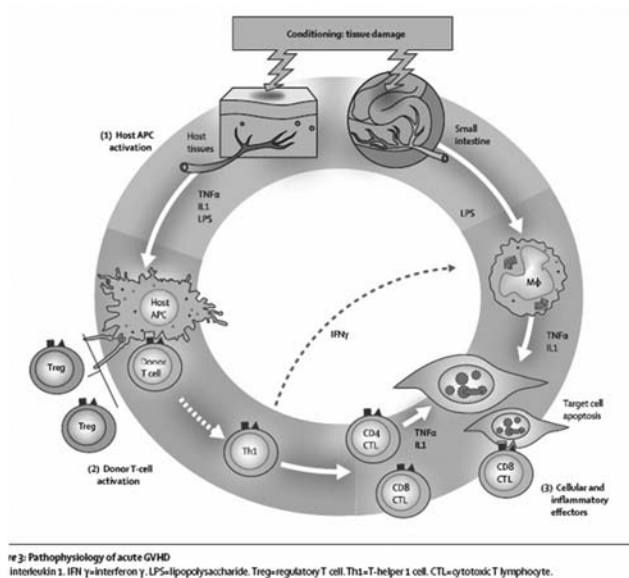 Conditioning: tissue damage
(1) Host APC
activation
Host
tissues
Small
intestine
TNFα
IL1
LPS
LPS
Host
APC
Mϕ
Donor
T cell
IFNγ
TNFα
IL1
Treg
Treg
Th1
CD4
CTL
TNFα
IL1
Target cell
apoptosis
CD8
CTL
CD8
CTL
(2) Donor T-cell
activation
(3) Cellular and
inflammatory
effectors
re 3: Pathophysiology of acute GVHD
interleukin 1. IFN γ=interferon γ. LPS=lipopolysaccharide. Treg=regulatory T cell. Th1=T-helper 1 cell. CTL=cytotoxic T lymphocyte.